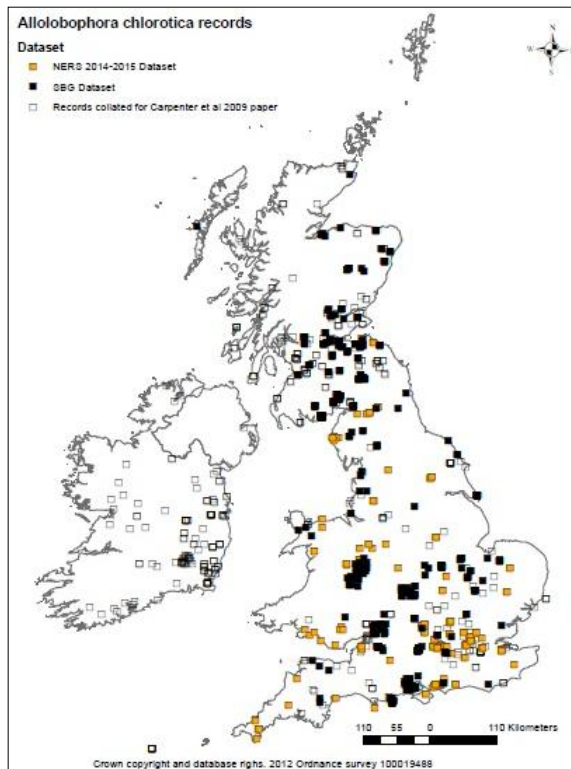 Allolobophora chlorotica records
Dataset
NERS 2014-2015 Dataset
SBG Dataset
Records collated for Carpenter et al 2009 paper
N
W E
S
110 55 0 110 Kilometers
Crown copyright and database righs. 2012 Ordnance survey 100019488